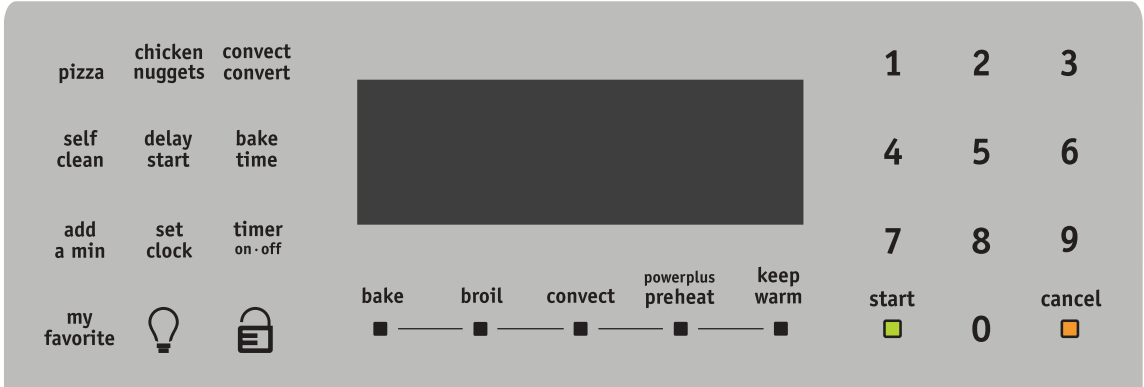 pizza
chicken
nuggets
convect
convert
self
clean
delay
start
bake
time
add
a min
set
clock
timer
on·off
my
favorite
bake
broil
convect
powerplus
preheat
keep
warm
1 2 3
4 5 6
7 8 9
start
0
cancel